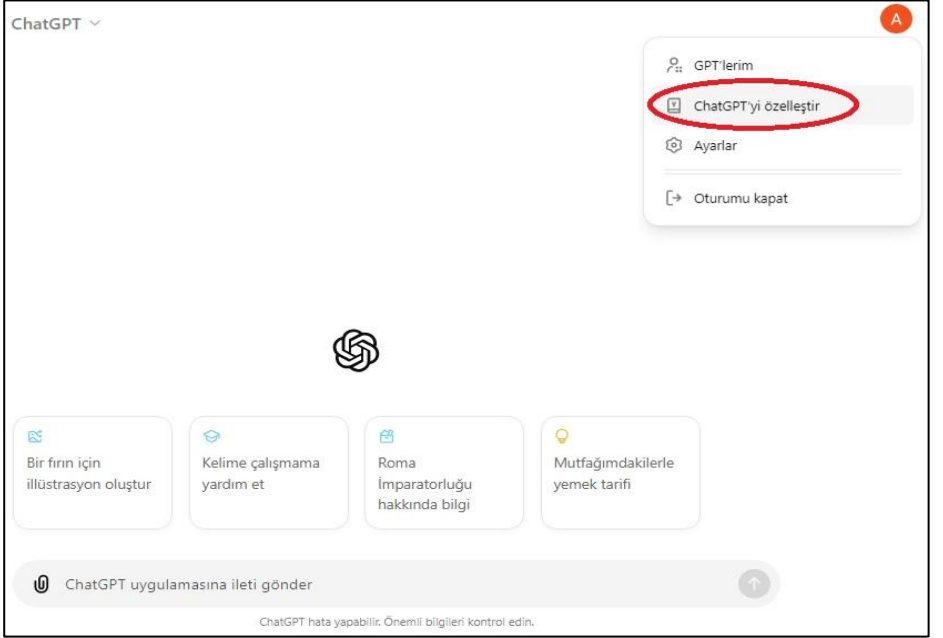 ChatGPT
A
GPT'lerim
ChatGPT'yi özelleştir
Ayarlar
Oturumu kapat
Bir fırın için
illüstrasyon oluştur
Kelime çalışmama
yardım et
Roma
İmparatorluğu
hakkında bilgi
Mutfağımdakilerle
yemek tarifi
ChatGPT uygulamasına ileti gönder
ChatGPT hata yapabilir. Önemli bilgileri kontrol edin.